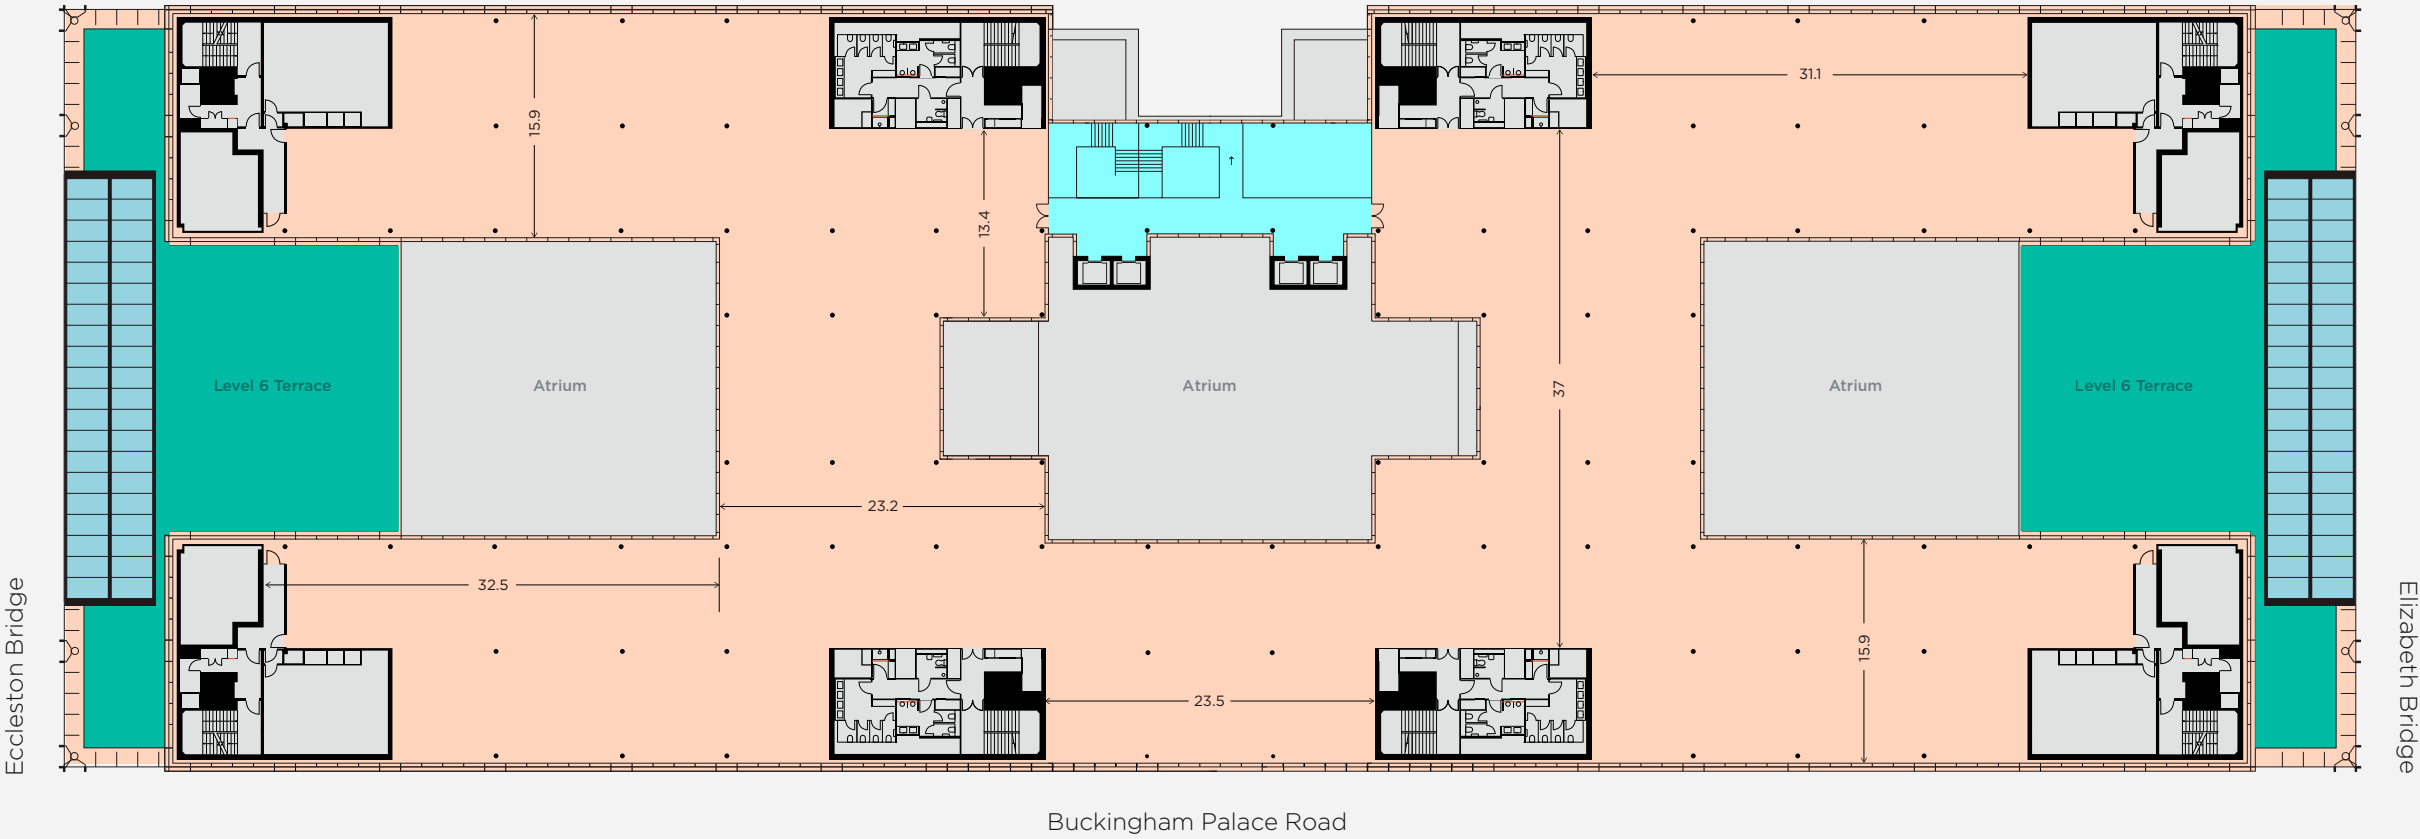 31.1
15.9
13.4
Level 6 Terrace
Atrium
Atrium
37
Atrium
Level 6 Terrace
23.2
32.5
15.9
23.5
Eccleston Bridge
Elizabeth Bridge
Buckingham Palace Road